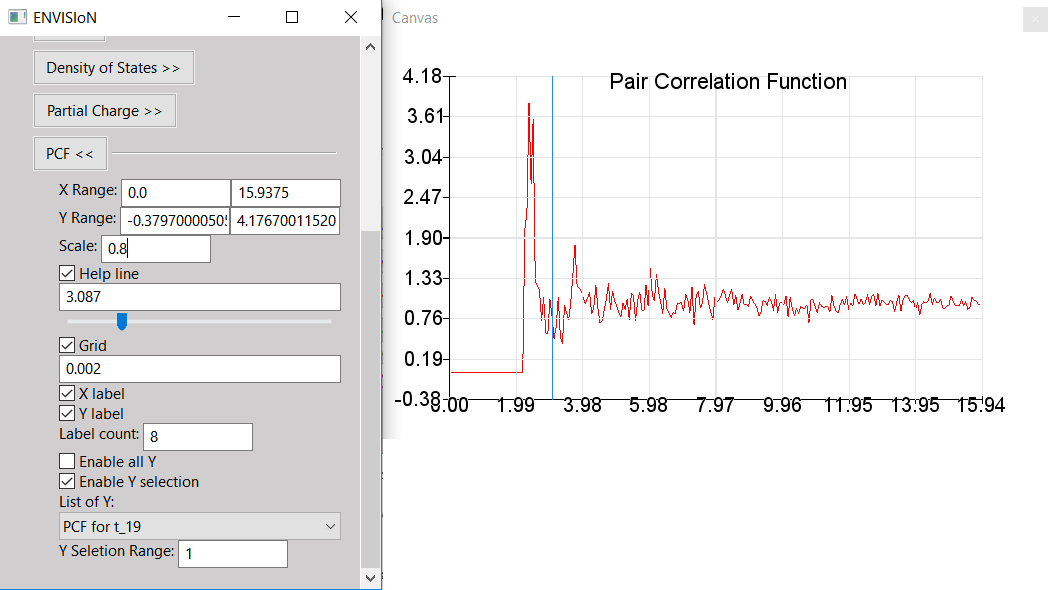 ENVISIoN
Density of States >>
Partial Charge >>
PCF <<
X Range: 0.0 15.9375
Y Range: -0.3797000050 4.17670011520
Scale: 0.8
Help line
3.087
Grid
0.002
X label
Y label
Label count: 8
Enable all Y
Enable Y selection
List of Y:
PCF for t_19
Y Seletion Range: 1
Canvas
Pair Correlation Function
4.18
3.61
3.04
2.47
1.90
1.33
0.76
0.19
-0.38
1.99 3.98 5.98 7.97 9.96 11.95 13.95 15.94